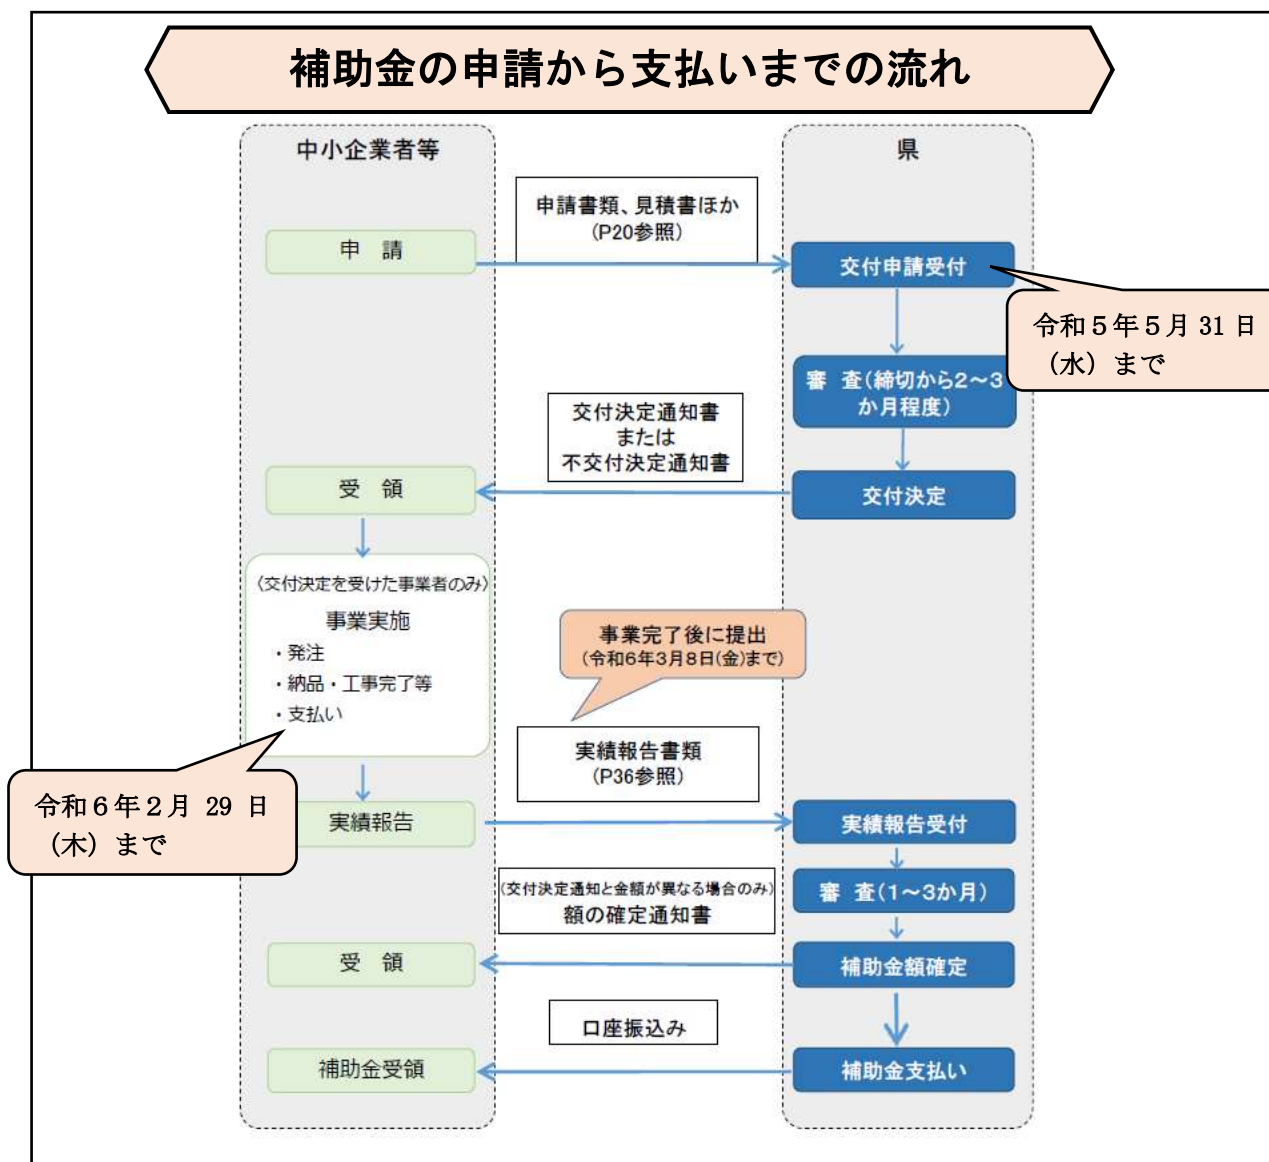 補助金の申請から支払いまでの流れ
中小企業者等
県
申請書類、見積書ほか
(P20参照)
申 請
交付申請受付
令和５年５月 31 日
（水）まで
審 査(締切から2～3
か月程度)
交付決定通知書
または
不交付決定通知書
受 領
交付決定
〈交付決定を受けた事業者のみ〉
事業実施
・発注
・納品・工事完了等
・支払い
事業完了後に提出
(令和6年3月8日(金)まで)
令和６年２月 29 日
（木）まで
実績報告書類
(P36参照)
実績報告
実績報告受付
(交付決定通知と金額が異なる場合のみ)
額の確定通知書
審 査(1～3か月)
受 領
補助金額確定
口座振込み
補助金受領
補助金支払い